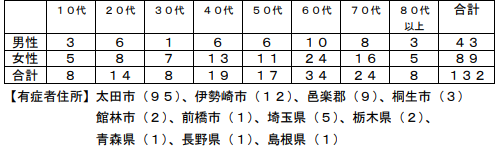 １０代 ２０代 ３０代 ４０代 ５０代 ６０代 ７０代 ８０代以上 合計
男性 3 6 1 6 6 10 8 3 43
女性 5 8 7 13 11 24 16 5 89
合計 8 14 8 19 17 34 24 8 132
【有症者住所】太田市（９５）、伊勢崎市（１２）、邑楽郡（９）、桐生市（３）
館林市（２）、前橋市（１）、埼玉県（５）、栃木県（２）、
青森県（１）、長野県（１）、島根県（１）